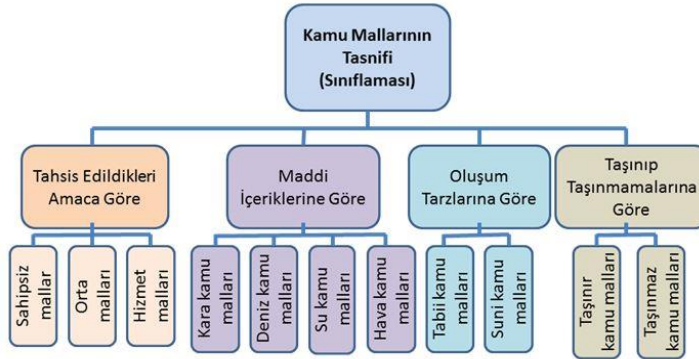 Kamu Mallarının
Tasnifi
(Sınıflaması)
Tahsis Edildikleri
Amaca Göre
Maddi
İçeriklerine Göre
Oluşum
Tarzlarına Göre
Taşınıp
Taşınmamalarına
Göre
Sahipsiz
mallar
Orta
malları
Hizmet
malları
Kara kamu
malları
Deniz kamu
malları
Su kamu
malları
Hava kamu
malları
Tabii kamu
malları
Suni kamu
malları
Taşınır
kamu malları
Taşınmaz
kamu malları